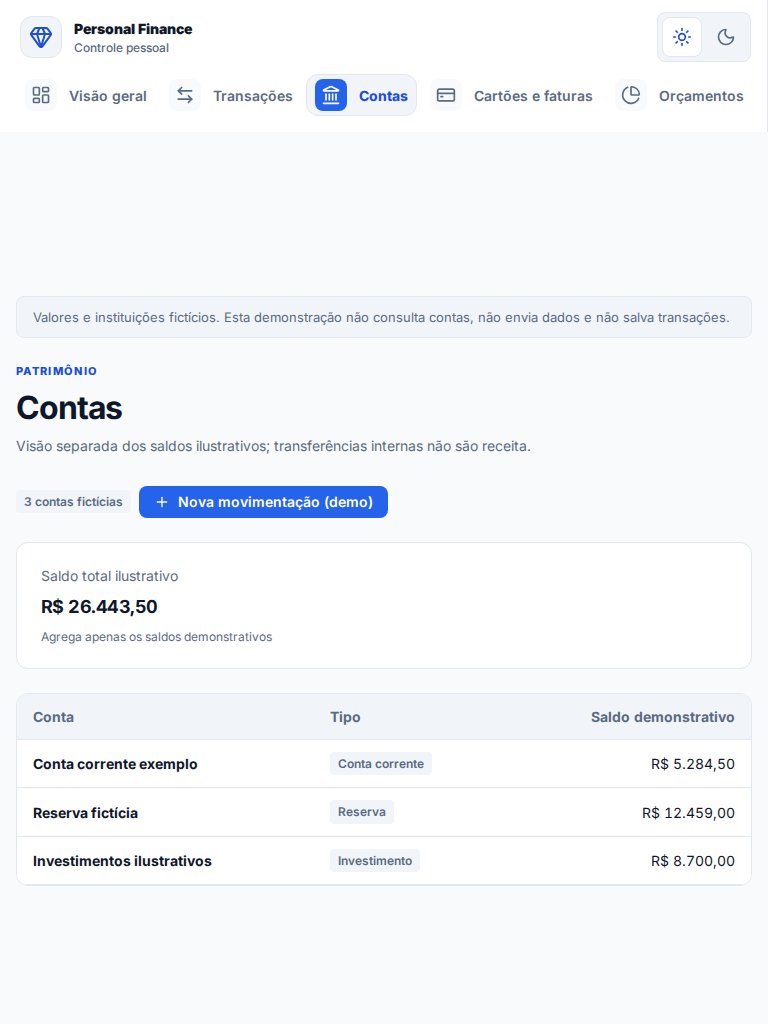 Personal Finance
Controle pessoal
Visão geral
Transações
Contas
Cartões e faturas
Orçamentos
Valores e instituições fictícios. Esta demonstração não consulta contas, não envia dados e não salva transações.
PATRIMÔNIO
Contas
Visão separada dos saldos ilustrativos; transferências internas não são receita.
3 contas fictícias
Nova movimentação (demo)
Saldo total ilustrativo
R$ 26.443,50
Agrega apenas os saldos demonstrativos
Conta Tipo Saldo demonstrativo
Conta corrente exemplo Conta corrente R$ 5.284,50
Reserva fictícia Reserva R$ 12.459,00
Investimentos ilustrativos Investimento R$ 8.700,00